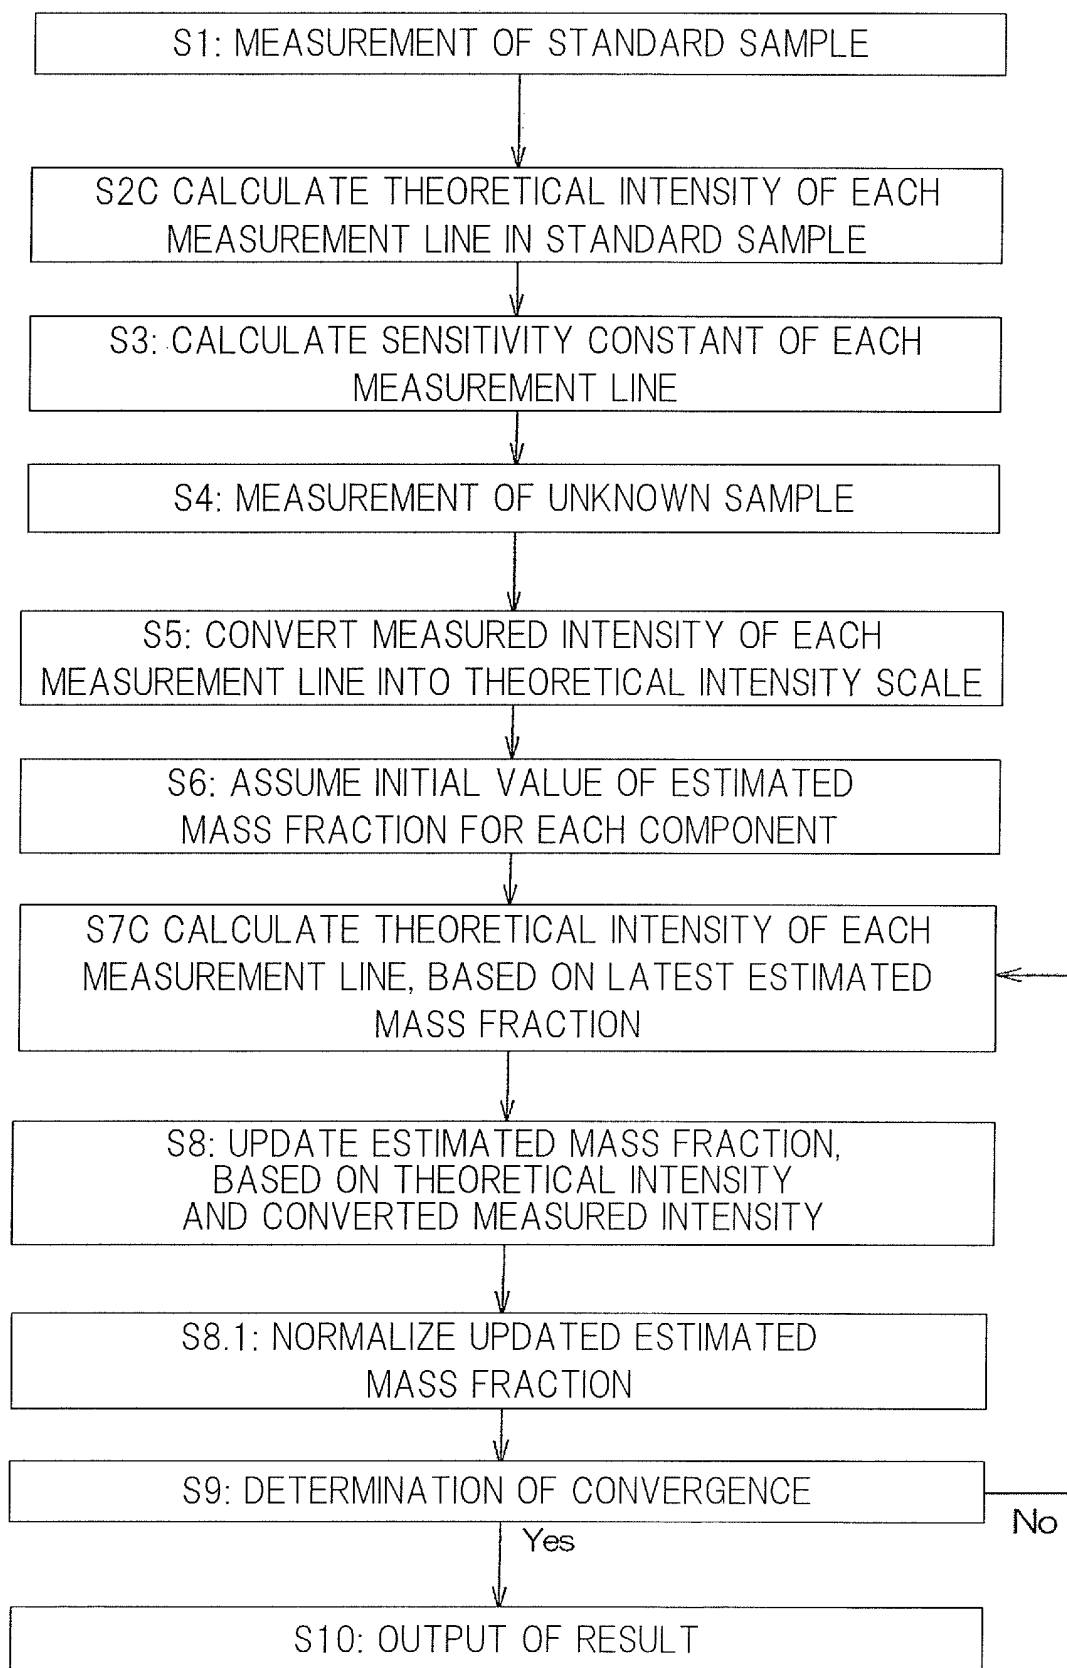 S1: MEASUREMENT OF STANDARD SAMPLE
S2C CALCULATE THEORETICAL INTENSITY OF EACH
MEASUREMENT LINE IN STANDARD SAMPLE
S3: CALCULATE SENSITIVITY CONSTANT OF EACH
MEASUREMENT LINE
S4: MEASUREMENT OF UNKNOWN SAMPLE
S5: CONVERT MEASURED INTENSITY OF EACH
MEASUREMENT LINE INTO THEORETICAL INTENSITY SCALE
S6: ASSUME INITIAL VALUE OF ESTIMATED
MASS FRACTION FOR EACH COMPONENT
S7C CALCULATE THEORETICAL INTENSITY OF EACH
MEASUREMENT LINE, BASED ON LATEST ESTIMATED
MASS FRACTION
S8: UPDATE ESTIMATED MASS FRACTION,
BASED ON THEORETICAL INTENSITY
AND CONVERTED MEASURED INTENSITY
S8.1: NORMALIZE UPDATED ESTIMATED
MASS FRACTION
S9: DETERMINATION OF CONVERGENCE
No
Yes
S10: OUTPUT OF RESULT